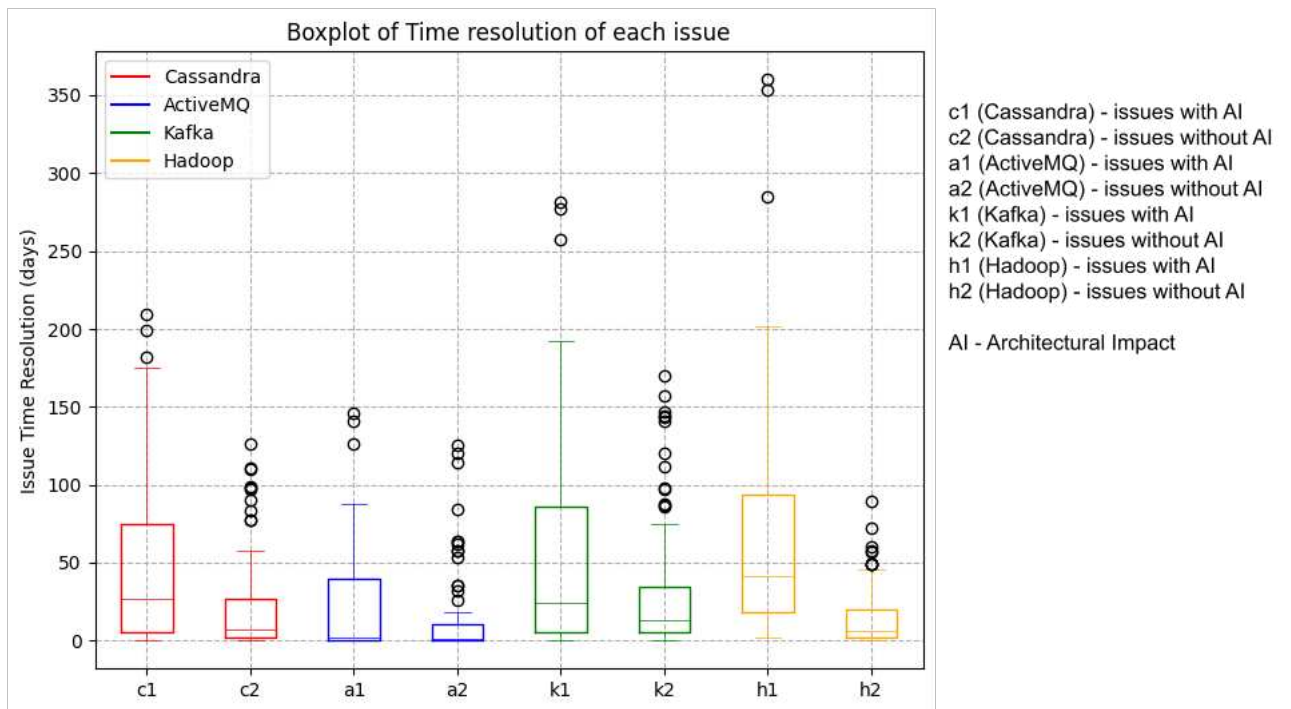 Boxplot of Time resolution of each issue
Cassandra
ActiveMQ
Kafka
Hadoop
Issue Time Resolution (days)
350
300
250
200
150
100
50
0
c1 c2 a1 a2 k1 k2 h1 h2
c1 (Cassandra) - issues with AI
c2 (Cassandra) - issues without AI
a1 (ActiveMQ) - issues with AI
a2 (ActiveMQ) - issues without AI
k1 (Kafka) - issues with AI
k2 (Kafka) - issues without AI
h1 (Hadoop) - issues with AI
h2 (Hadoop) - issues without AI
AI - Architectural Impact